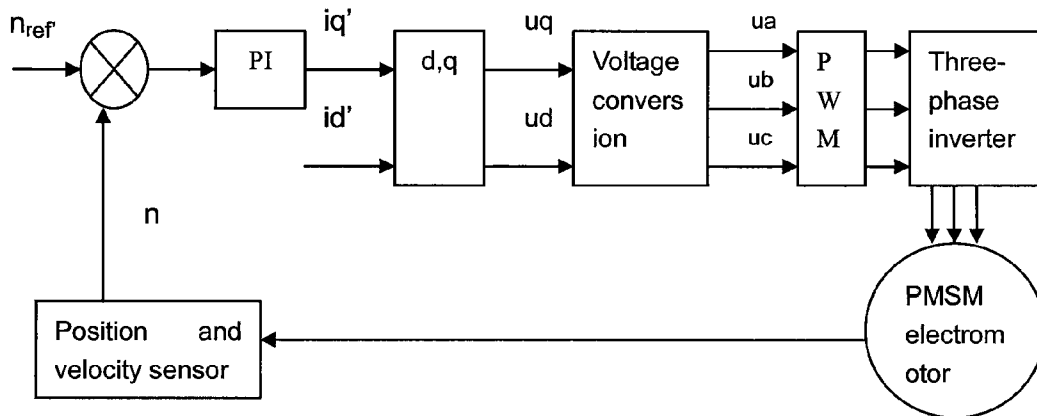 n ref'
iq'
uq
ua
PI
d,q
Voltage
convers
ion
P
W
M
Three-
phase
inverter
ub
id'
ud
uc
n
Position and
velocity sensor
PMSM
electrom
otor